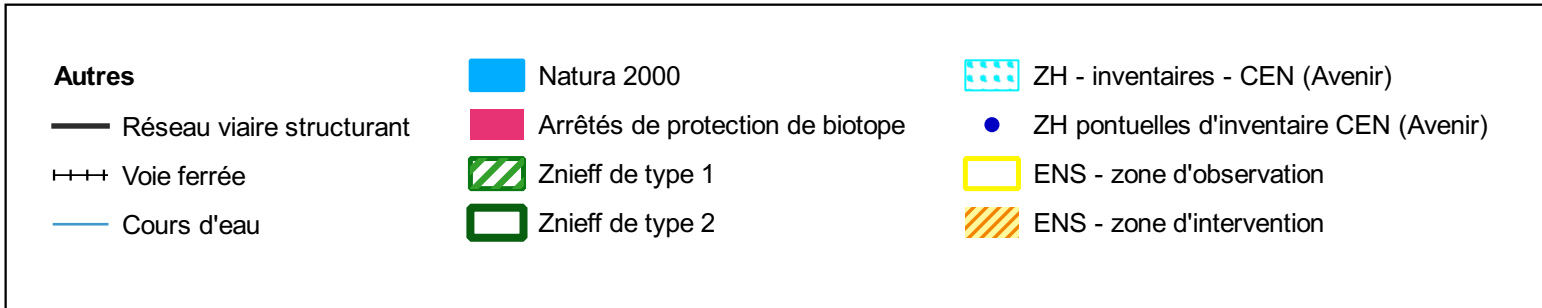 Autres
Réseau viaire structurant
Voie ferrée
Cours d'eau
Natura 2000
Arrêtés de protection de biotope
Znieff de type 1
Znieff de type 2
ZH - inventaires - CEN (Avenir)
ZH pontuelles d'inventaire CEN (Avenir)
ENS - zone d'observation
ENS - zone d'intervention